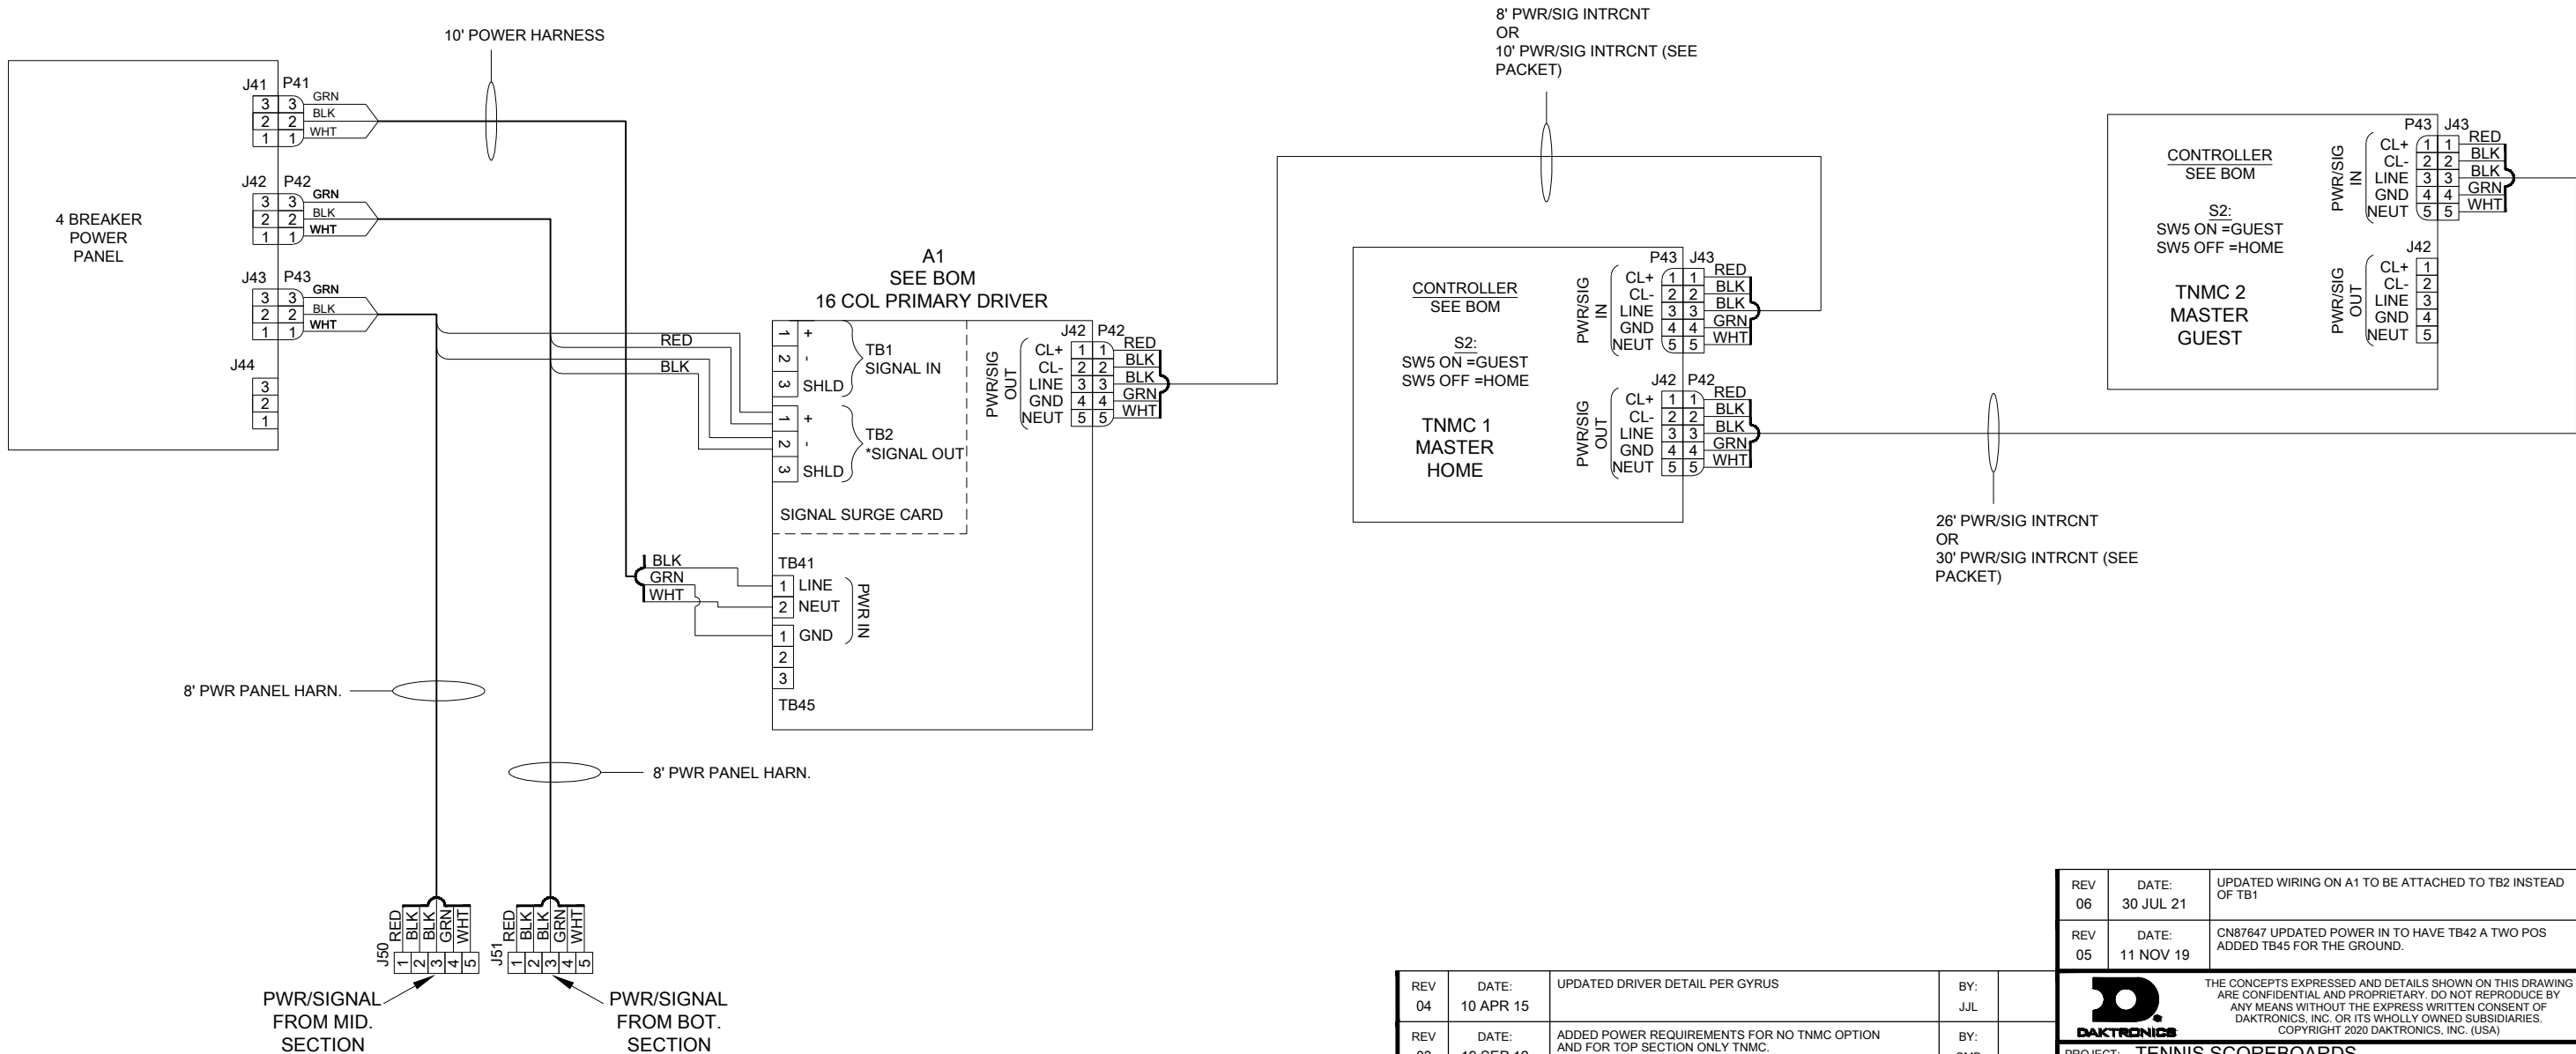 10' POWER HARNESS
8' PWR/SIG INTRCNT
OR
10' PWR/SIG INTRCNT (SEE
PACKET)
4 BREAKER
POWER
PANEL
J41 P41
3 3 GRN
2 2 BLK
1 1 WHT
J42 P42
3 3 GRN
2 2 BLK
1 1 WHT
J43 P43
3 3 GRN
2 2 BLK
1 1 WHT
J44
3
2
1
A1
SEE BOM
16 COL PRIMARY DRIVER
RED
BLK
1 +
2 -
3 SHLD
TB1
SIGNAL IN
1 +
2 -
3 SHLD
TB2
*SIGNAL OUT
SIGNAL SURGE CARD
PWR/SIG
OUT
J42 P42
CL+ 1 1 RED
CL- 2 2 BLK
LINE 3 3 BLK
GND 4 4 GRN
NEUT 5 5 WHT
BLK
GRN
WHT
TB41
1 LINE
2 NEUT
1 GND
2
3
TB45
PWR IN
CONTROLLER
SEE BOM
S2:
SW5 ON =GUEST
SW5 OFF =HOME
TNMC 1
MASTER
HOME
PWR/SIG
IN
P43 J43
CL+ 1 1 RED
CL- 2 2 BLK
LINE 3 3 BLK
GND 4 4 GRN
NEUT 5 5 WHT
PWR/SIG
OUT
J42 P42
CL+ 1 1 RED
CL- 2 2 BLK
LINE 3 3 BLK
GND 4 4 GRN
NEUT 5 5 WHT
CONTROLLER
SEE BOM
S2:
SW5 ON =GUEST
SW5 OFF =HOME
TNMC 2
MASTER
GUEST
PWR/SIG
IN
P43 J43
CL+ 1 1 RED
CL- 2 2 BLK
LINE 3 3 BLK
GND 4 4 GRN
NEUT 5 5 WHT
PWR/SIG
OUT
J42
CL+ 1
CL- 2
LINE 3
GND 4
NEUT 5
26' PWR/SIG INTRCNT
OR
30' PWR/SIG INTRCNT (SEE
PACKET)
8' PWR PANEL HARN.
8' PWR PANEL HARN.
J50
RED BLK BLK GRN WHT
1 2 3 4 5
J51
RED BLK BLK GRN WHT
1 2 3 4 5
PWR/SIGNAL
FROM MID.
SECTION
PWR/SIGNAL
FROM BOT.
SECTION
REV 06 DATE: 30 JUL 21 UPDATED WIRING ON A1 TO BE ATTACHED TO TB2 INSTEAD
OF TB1
REV 05 DATE: 11 NOV 19 CN87647 UPDATED POWER IN TO HAVE TB42 A TWO POS
ADDED TB45 FOR THE GROUND.
REV 04 DATE: 10 APR 15 UPDATED DRIVER DETAIL PER GYRUS BY: JJL
REV DATE: ADDED POWER REQUIREMENTS FOR NO TNMC OPTION BY:
AND FOR TOP SECTION ONLY TNMC.
DAKTRONICS
THE CONCEPTS EXPRESSED AND DETAILS SHOWN ON THIS DRAWING
ARE CONFIDENTIAL AND PROPRIETARY. DO NOT REPRODUCE BY
ANY MEANS WITHOUT THE EXPRESS WRITTEN CONSENT OF
DAKTRONICS, INC. OR ITS WHOLLY OWNED SUBSIDIARIES.
COPYRIGHT 2020 DAKTRONICS, INC. (USA)
PROJECT: TENNIS SCOREBOARDS